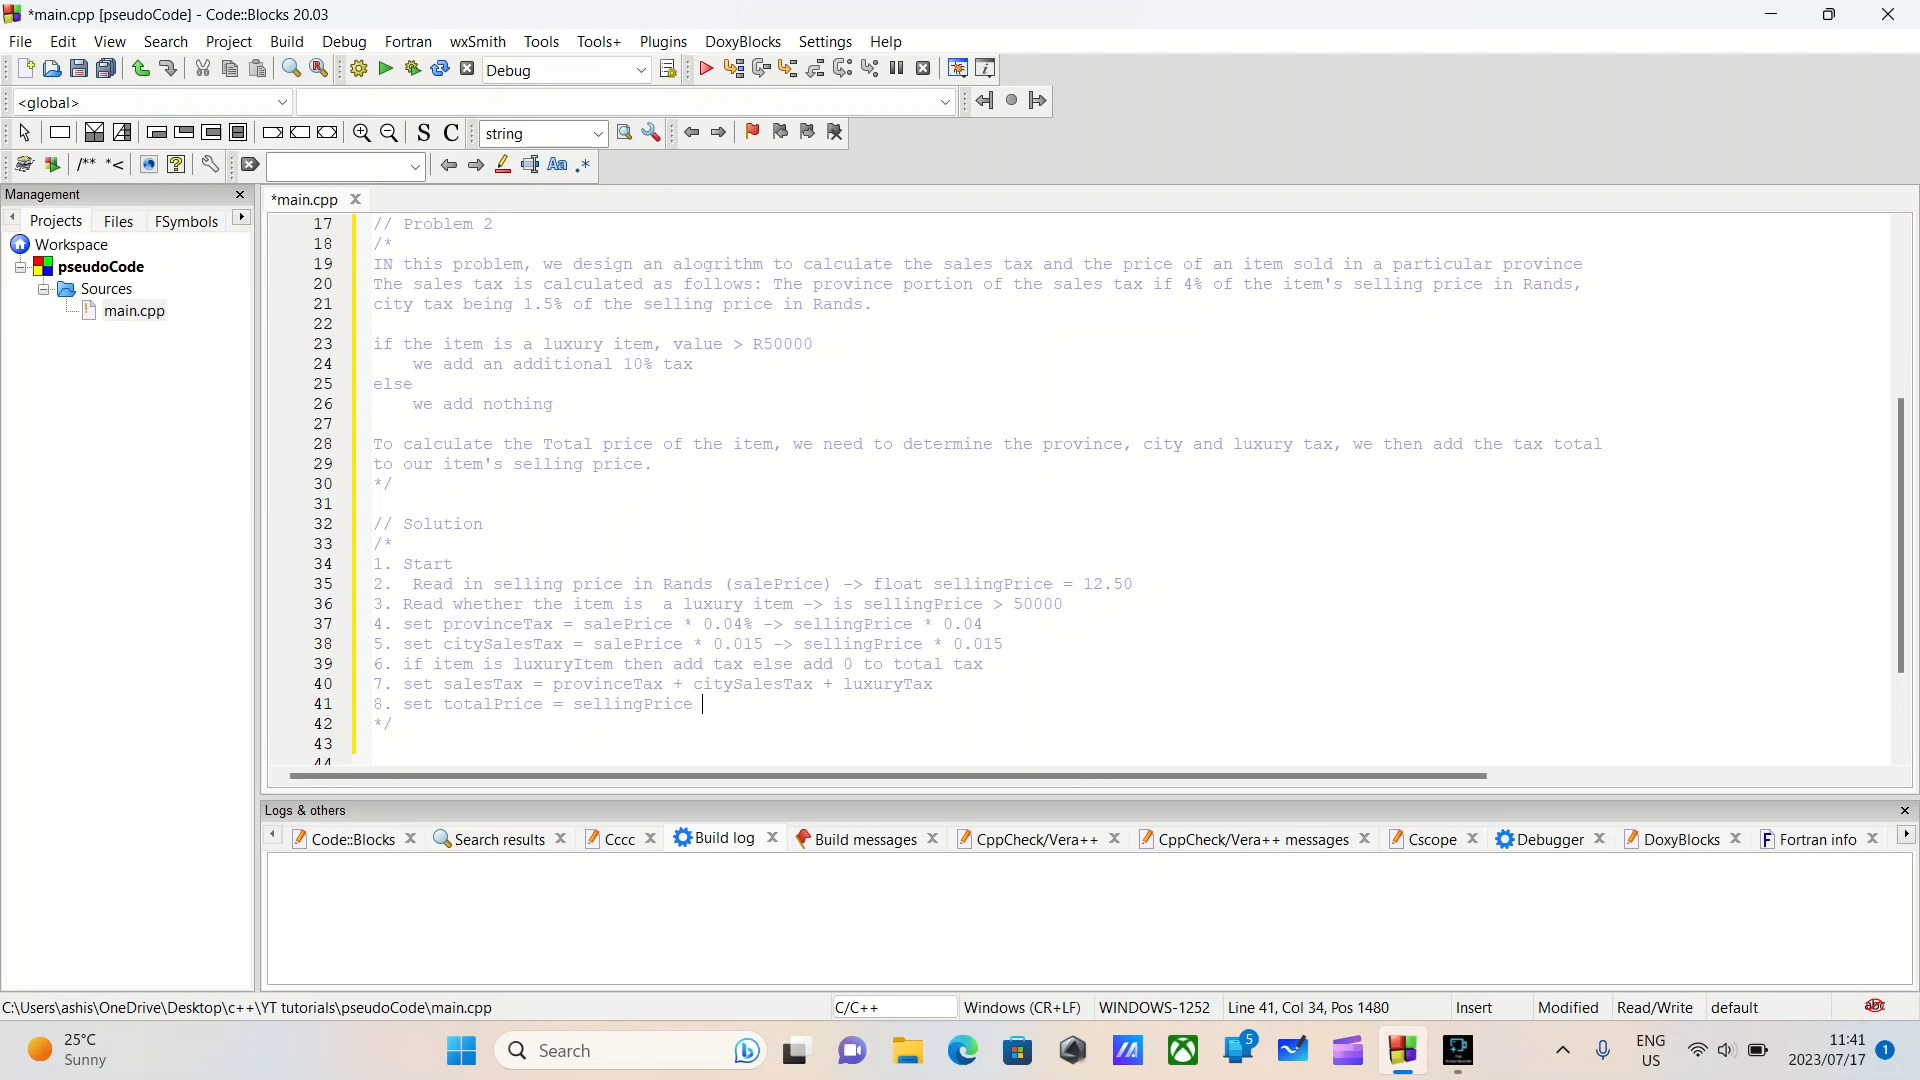 *main.cpp [pseudoCode] - Code::Blocks 20.03
File Edit View Search Project Build Debug Fortran wxSmith Tools Tools+ Plugins DoxyBlocks Settings Help
Debug
<global>
S C string
/** *< Aa .*
Management
*main.cpp
Projects Files FSymbols
Workspace
pseudoCode
Sources
main.cpp
17 // Problem 2
18 /*
19 IN this problem, we design an alogrithm to calculate the sales tax and the price of an item sold in a particular province
20 The sales tax is calculated as follows: The province portion of the sales tax if 4% of the item's selling price in Rands,
21 city tax being 1.5% of the selling price in Rands.
22
23 if the item is a luxury item, value > R50000
24 we add an additional 10% tax
25 else
26 we add nothing
27
28 To calculate the Total price of the item, we need to determine the province, city and luxury tax, we then add the tax total
29 to our item's selling price.
30 */
31
32 // Solution
33 /*
34 1. Start
35 2.  Read in selling price in Rands (salePrice) -> float sellingPrice = 12.50
36 3. Read whether the item is  a luxury item -> is sellingPrice > 50000
37 4. set provinceTax = salePrice * 0.04% -> sellingPrice * 0.04
38 5. set citySalesTax = salePrice * 0.015 -> sellingPrice * 0.015
39 6. if item is luxuryItem then add tax else add 0 to total tax
40 7. set salesTax = provinceTax + citySalesTax + luxuryTax
41 8. set totalPrice = sellingPrice
42 */
43
44
Logs & others
Code::Blocks Search results Cccc Build log Build messages CppCheck/Vera++ CppCheck/Vera++ messages Cscope Debugger DoxyBlocks Fortran info
C:\Users\ashis\OneDrive\Desktop\c++\YT tutorials\pseudoCode\main.cpp C/C++ Windows (CR+LF) WINDOWS-1252 Line 41, Col 34, Pos 1480 Insert Modified Read/Write default abc
25°C
Sunny
Search
5
ENG
US
11:41
2023/07/17
1